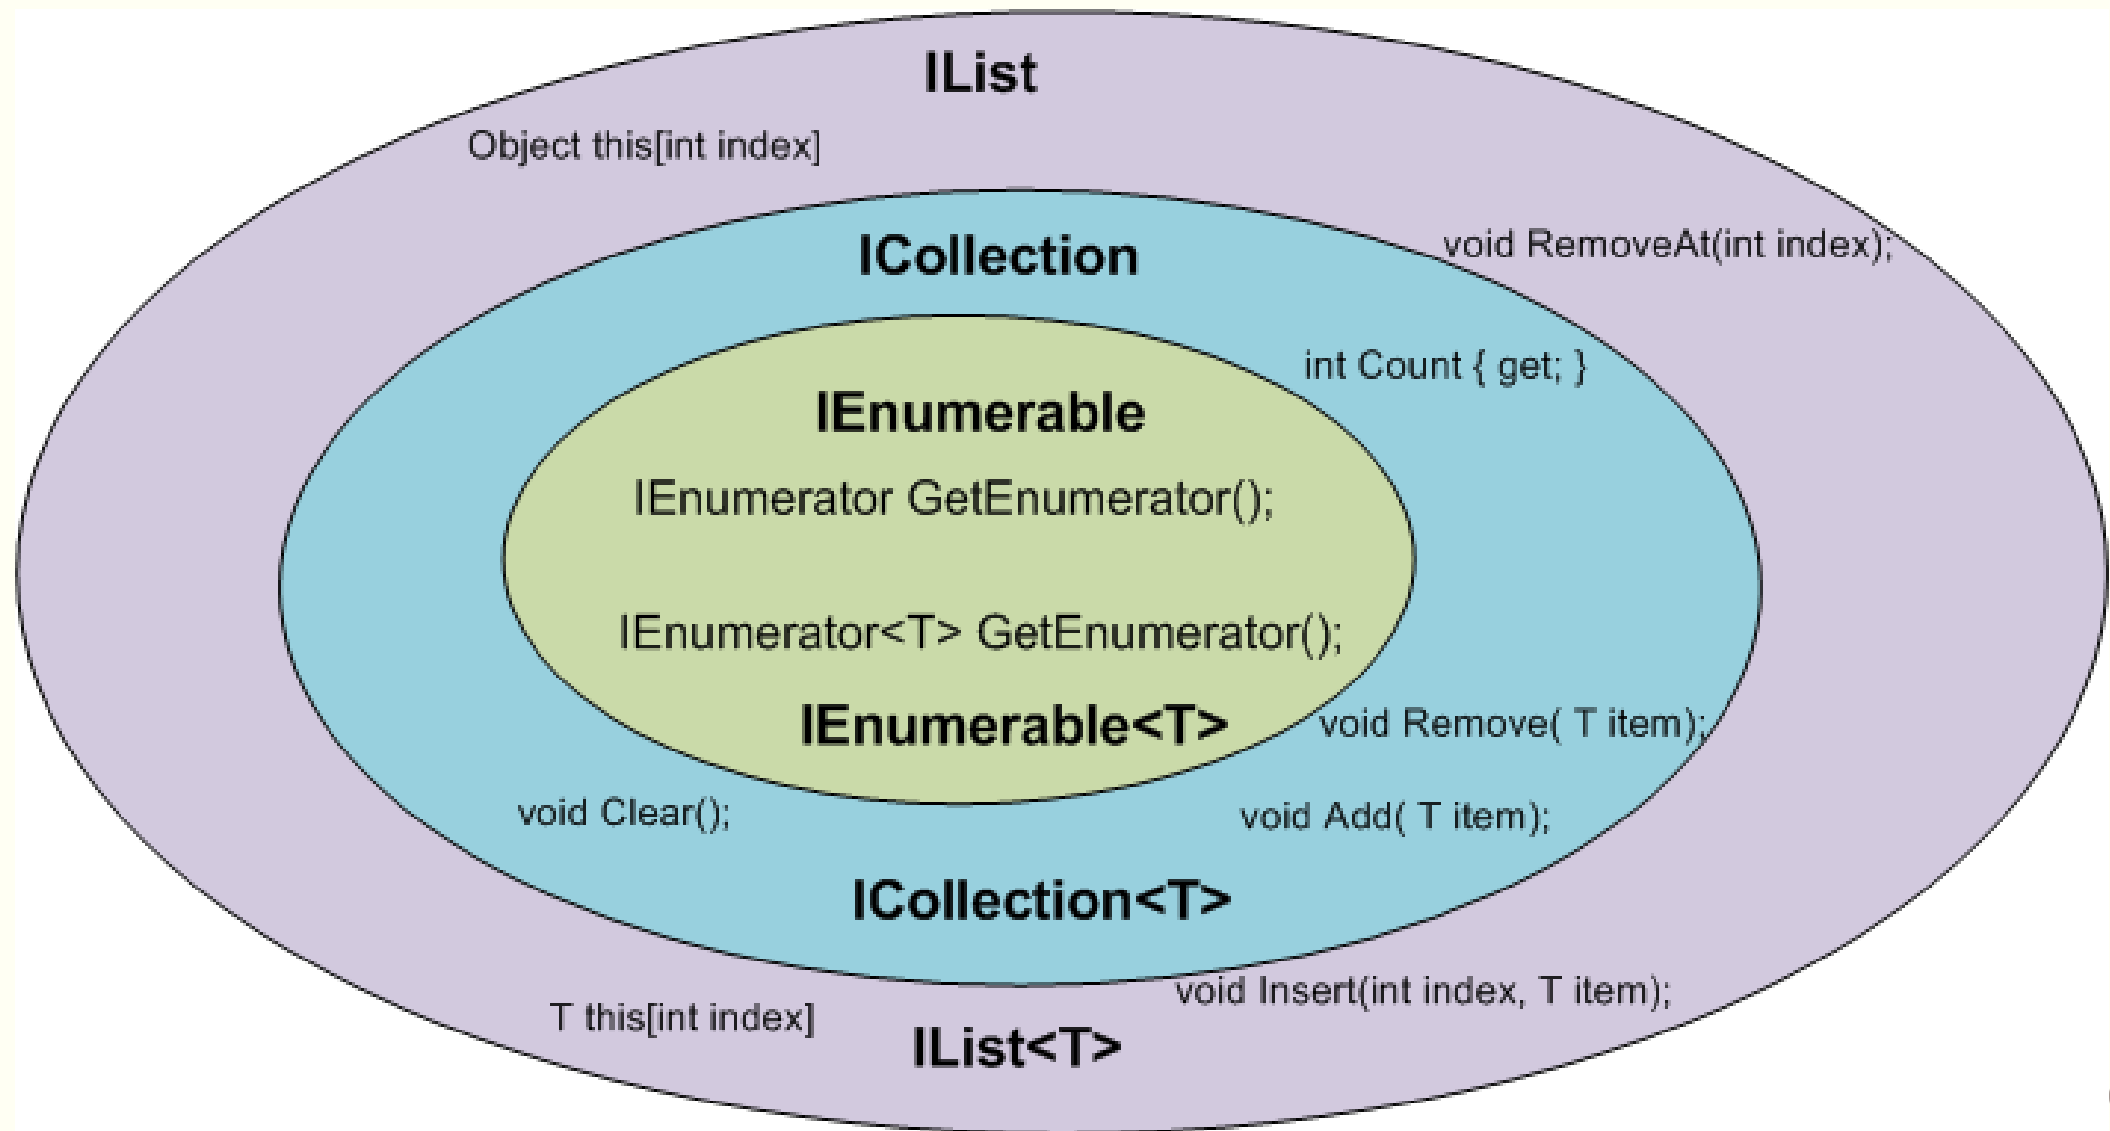 IList
Object this[int index]
void RemoveAt(int index);
ICollection
int Count { get; }
IEnumerable
IEnumerator GetEnumerator();
IEnumerator<T> GetEnumerator();
IEnumerable<T>
void Remove( T item);
void Clear();
void Add( T item);
ICollection<T>
void Insert(int index, T item);
T this[int index]
IList<T>